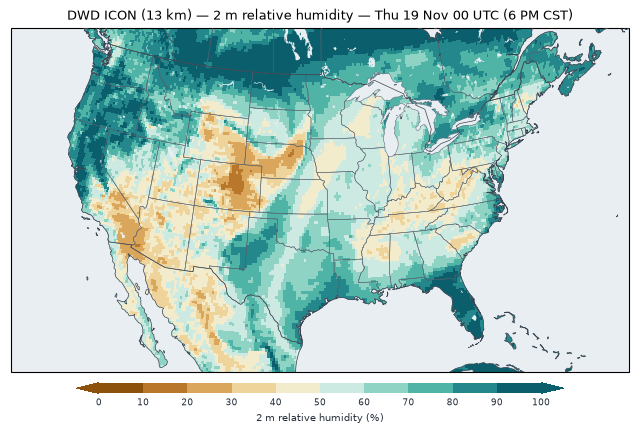 DWD ICON (13 km) — 2 m relative humidity — Thu 19 Nov 00 UTC (6 PM CST)
0 10 20 30 40 50 60 70 80 90 100
2 m relative humidity (%)